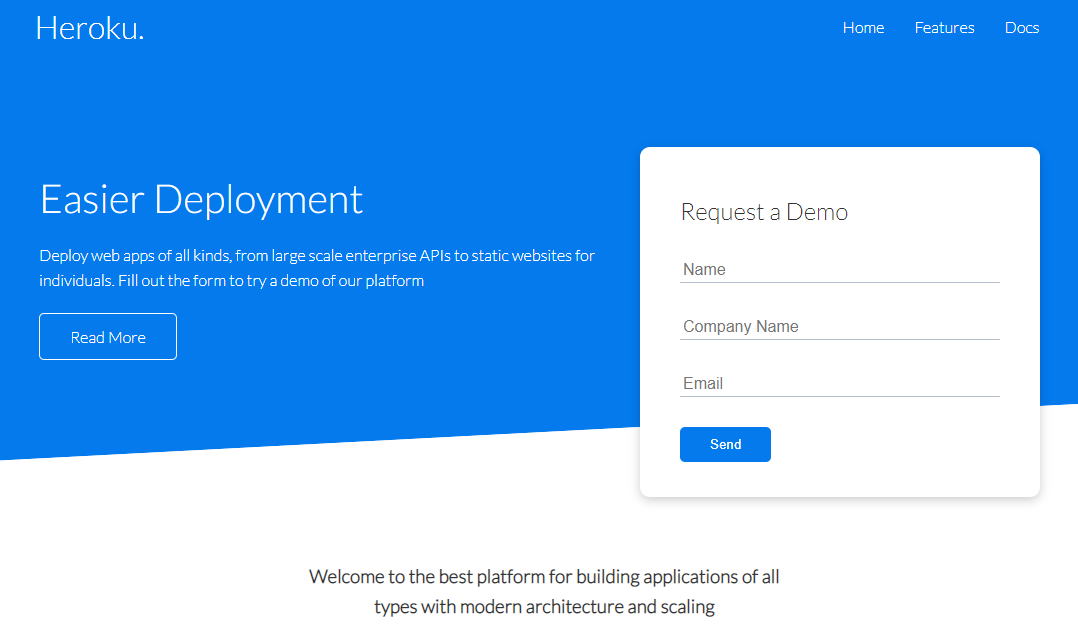 Heroku.
Home
Features
Docs
Easier Deployment
Deploy web apps of all kinds, from large scale enterprise APIs to static websites for
individuals. Fill out the form to try a demo of our platform
Read More
Request a Demo
Name
Company Name
Email
Send
Welcome to the best platform for building applications of all
types with modern architecture and scaling